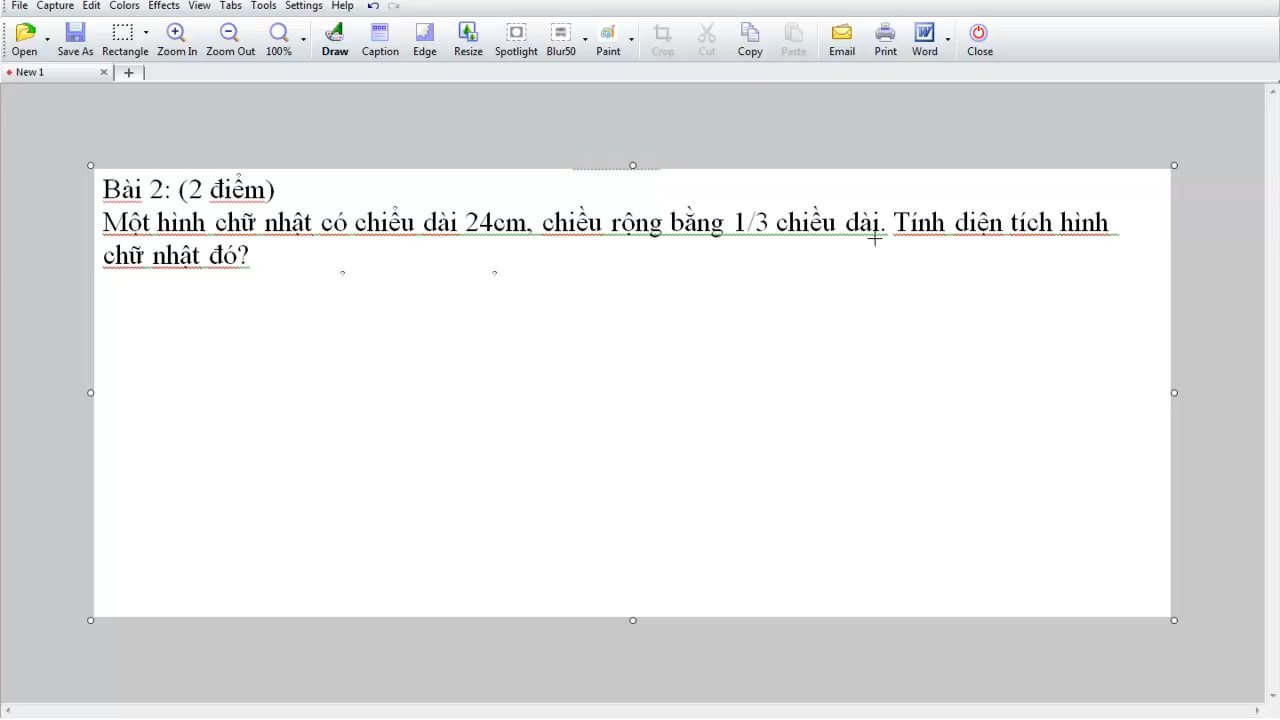 File Capture Edit Colors Effects View Tabs Tools Settings Help
Open Save As Rectangle Zoom In Zoom Out 100% Draw Caption Edge Resize Spotlight Blur50 Paint Crop Cut Copy Paste Email Print Word Close
New 1
Bài 2: (2 điểm)
Một hình chữ nhật có chiểu dài 24cm, chiều rộng bằng 1/3 chiều dài. Tính diện tích hình
chữ nhật đó?